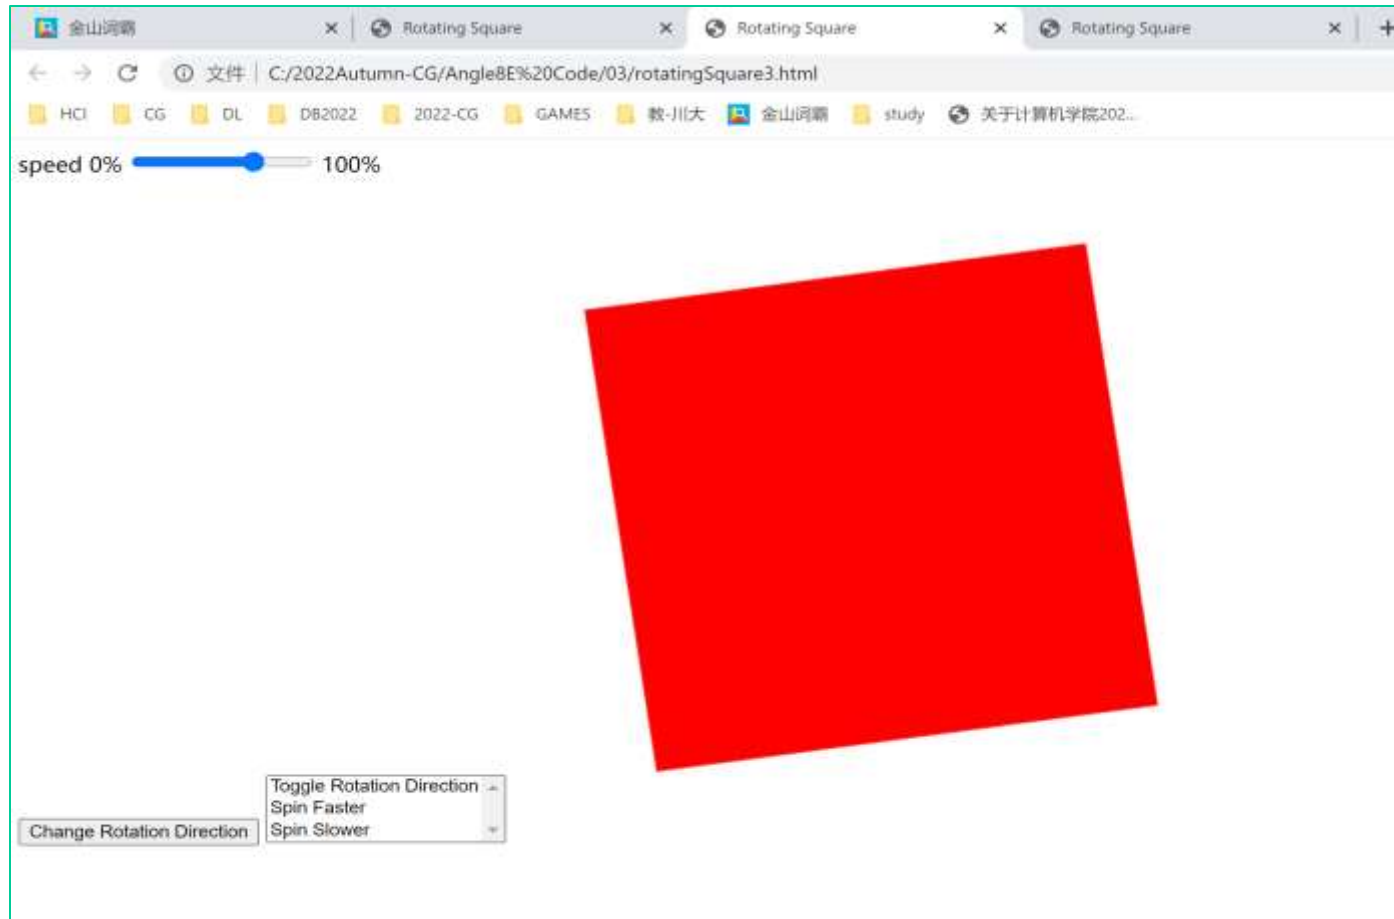 金山词霸 Rotating Square Rotating Square Rotating Square
文件 C:/2022Autumn-CG/Angle8E%20Code/03/rotatingSquare3.html
HCI CG DL DB2022 2022-CG GAMES 教-川大 金山词霸 study 关于计算机学院202...
speed 0% 100%
Toggle Rotation Direction
Spin Faster
Change Rotation Direction Spin Slower